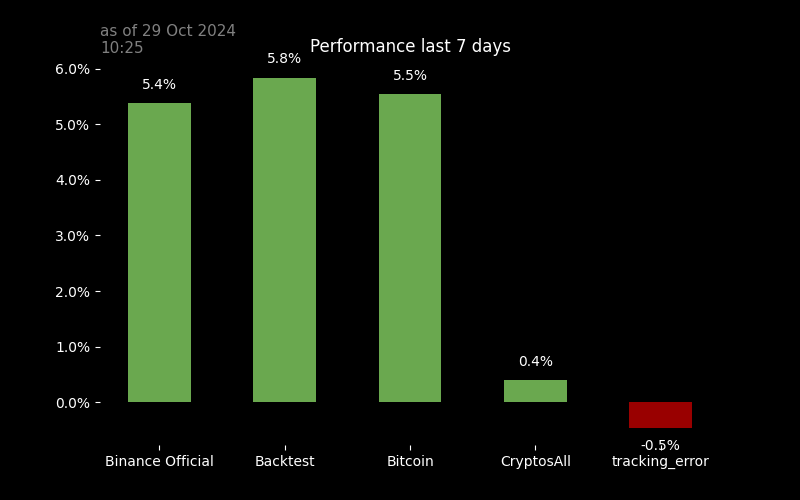 as of 29 Oct 2024
10:25
Performance last 7 days
6.0%
5.0%
4.0%
3.0%
2.0%
1.0%
0.0%
5.4%
5.8%
5.5%
0.4%
-0.5%
Binance Official
Backtest
Bitcoin
CryptosAll
tracking_error